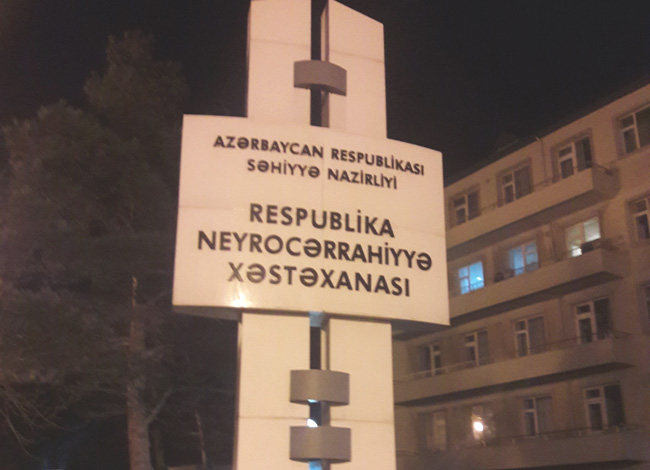 AZƏRBAYCAN RESPUBLİKASI
SƏHİYYƏ NAZİRLİYİ
RESPUBLİKA
NEYROCƏRRAHİYYƏ
XƏSTƏXANASI